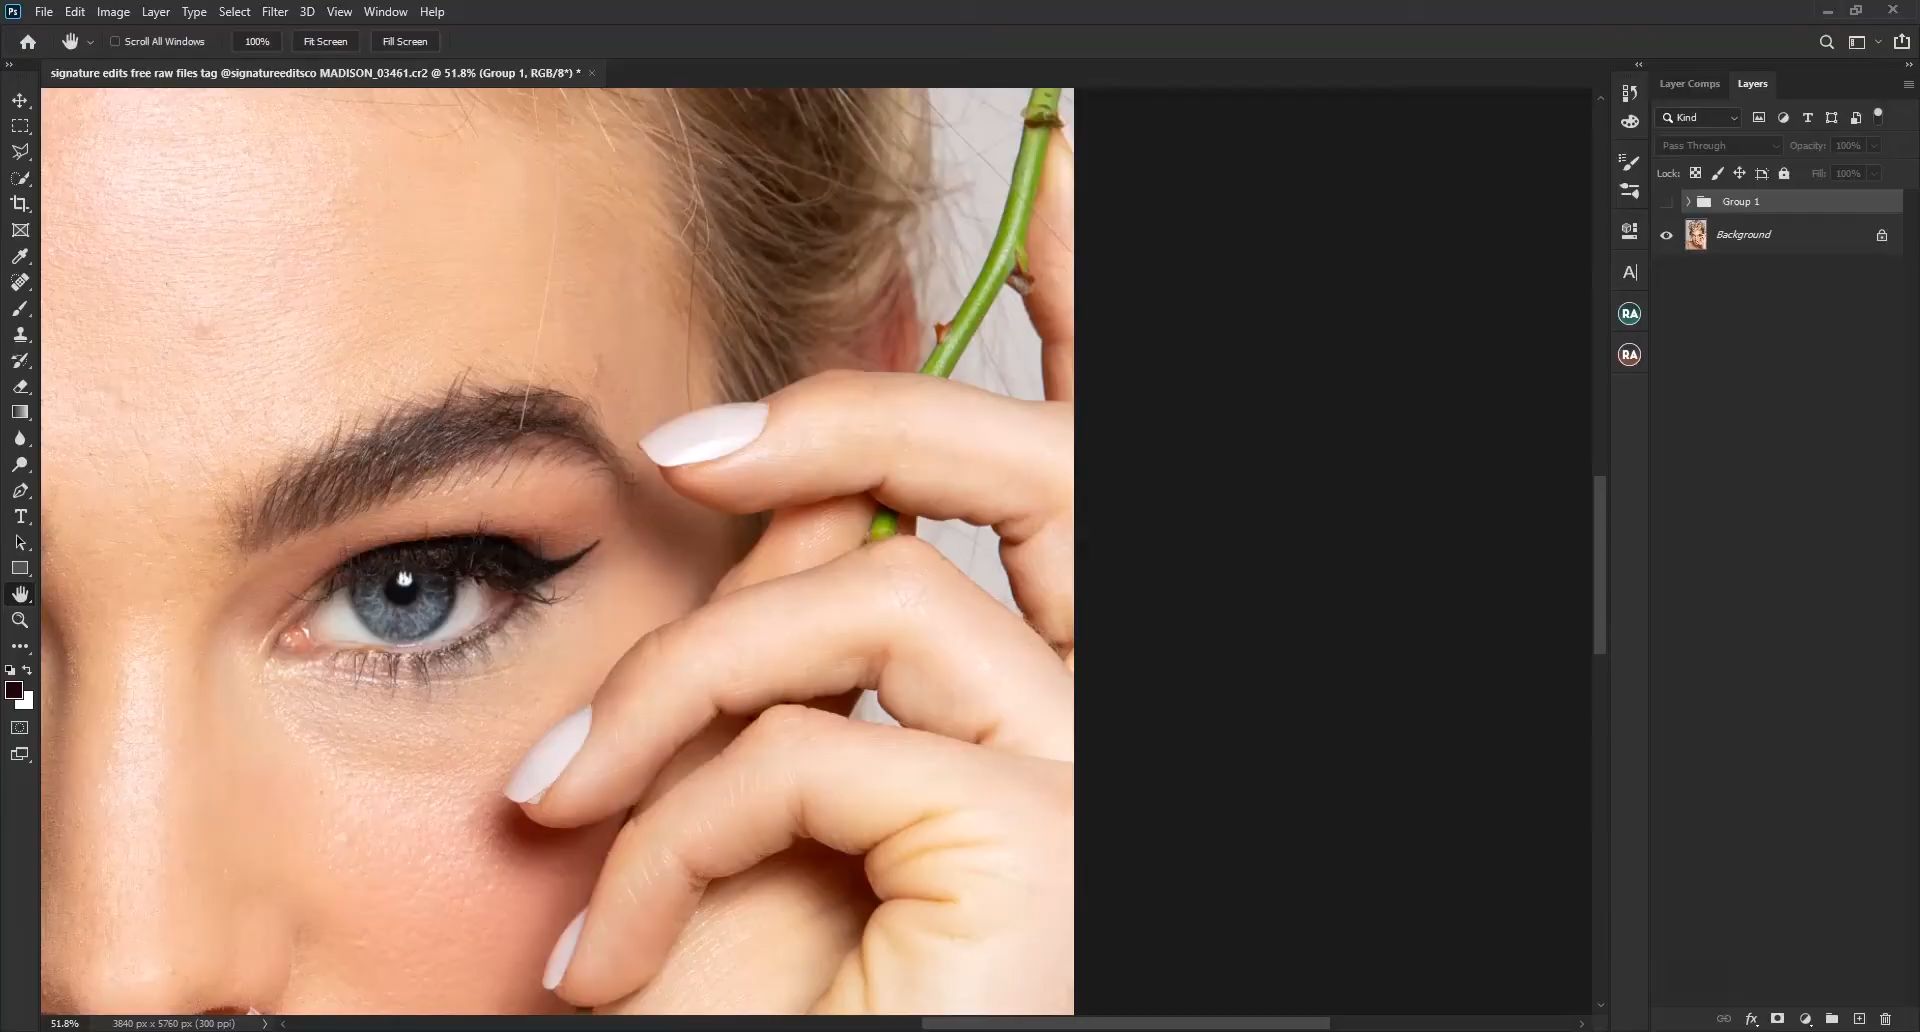 Ps File Edit Image Layer Type Select Filter 3D View Window Help
Scroll All Windows 100% Fit Screen Fill Screen
signature edits free raw files tag @signatureeditsco MADISON_03461.cr2 @ 51.8% (Group 1, RGB/8*) * ×
Layer Comps Layers
Kind
Pass Through Opacity: 100%
Lock: Fill: 100%
Group 1
Background
A
RA
RA
T
fx
51.8% 3840 px x 5760 px (300 ppi)